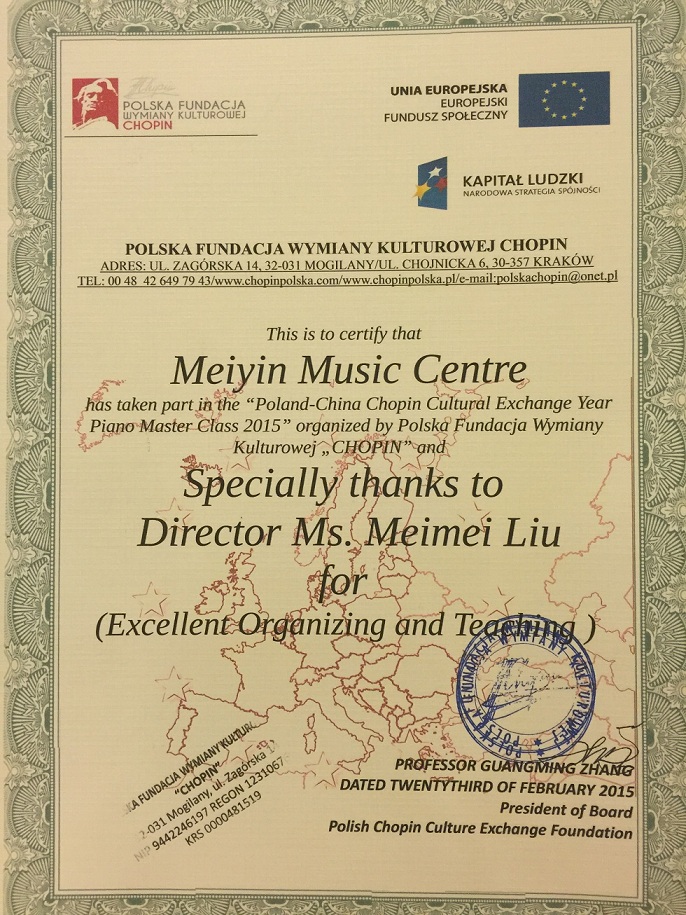 POLSKA FUNDACJA
WYMIANY KULTUROWEJ
CHOPIN
UNIA EUROPEJSKA
EUROPEJSKI
FUNDUSZ SPOŁECZNY
KAPITAŁ LUDZKI
NARODOWA STRATEGIA SPÓJNOŚCI
POLSKA FUNDACJA WYMIANY KULTUROWEJ CHOPIN
ADRES: UL. ZAGÓRSKA 14, 32-031 MOGILANY/UL. CHOJNICKA 6, 30-357 KRAKÓW
TEL: 00 48 42 649 79 43/www.chopinpolska.com/www.chopinpolska.pl/e-mail:polskachopin@onet.pl
This is to certify that
Meiyin Music Centre
has taken part in the “Poland-China Chopin Cultural Exchange Year
Piano Master Class 2015” organized by Polska Fundacja Wymiany
Kulturowej „CHOPIN” and
Specially thanks to
Director Ms. Meimei Liu
for
(Excellent Organizing and Teaching )
PROFESSOR GUANGMING ZHANG
DATED TWENTYTHIRD OF FEBRUARY 2015
President of Board
Polish Chopin Culture Exchange Foundation
FUNDACJA WYMIANY
“CHOPIN”
2-031 Mogilany, ul. Zagórska
NIP 9442246197 REGON 1231067
KRS 0000481519